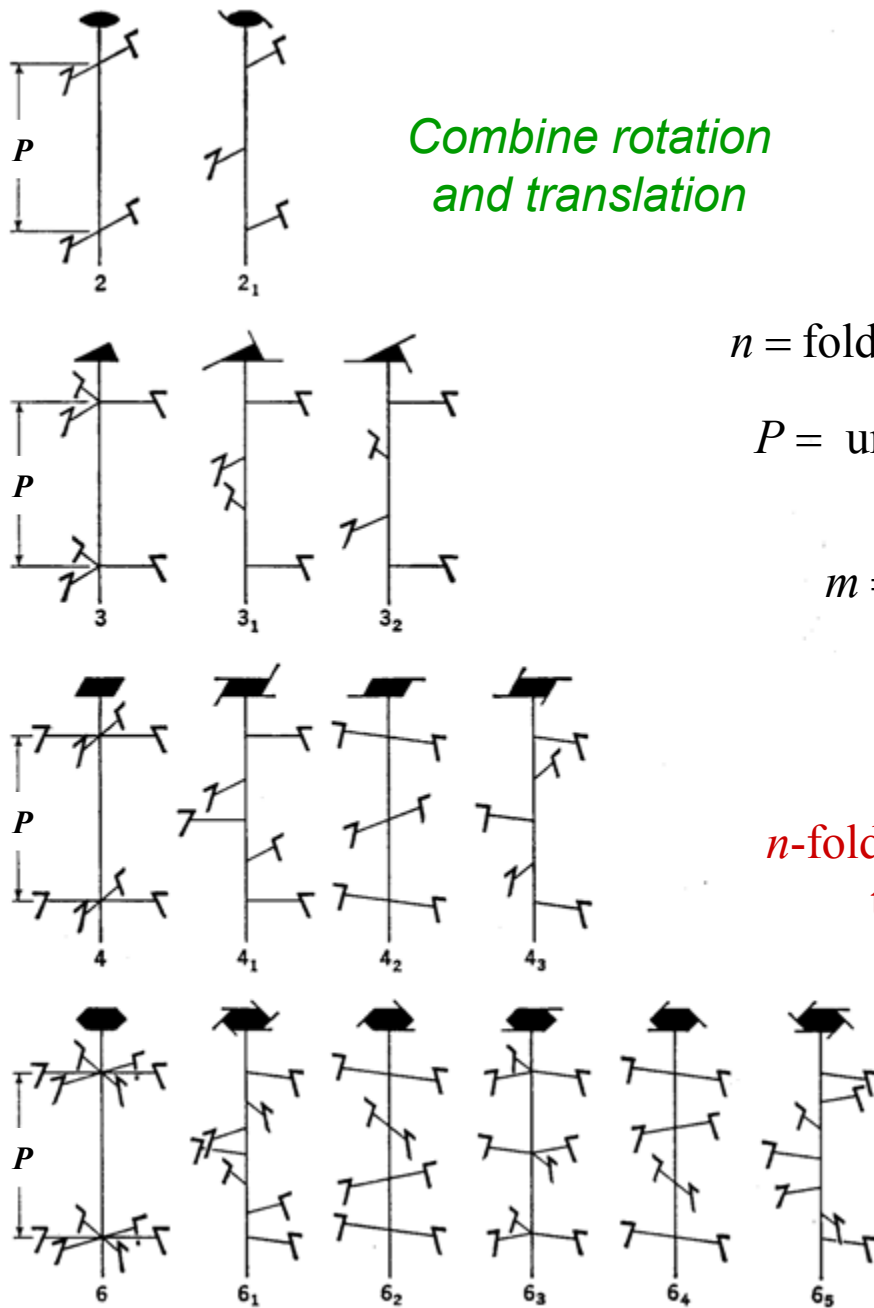 P
2
2₁
Combine rotation
and translation
P
3
3₁
3₂
n = fold
P =
m =
P
4
4₁
4₂
4₃
n-fold
P
6
6₁
6₂
6₃
6₄
6₅